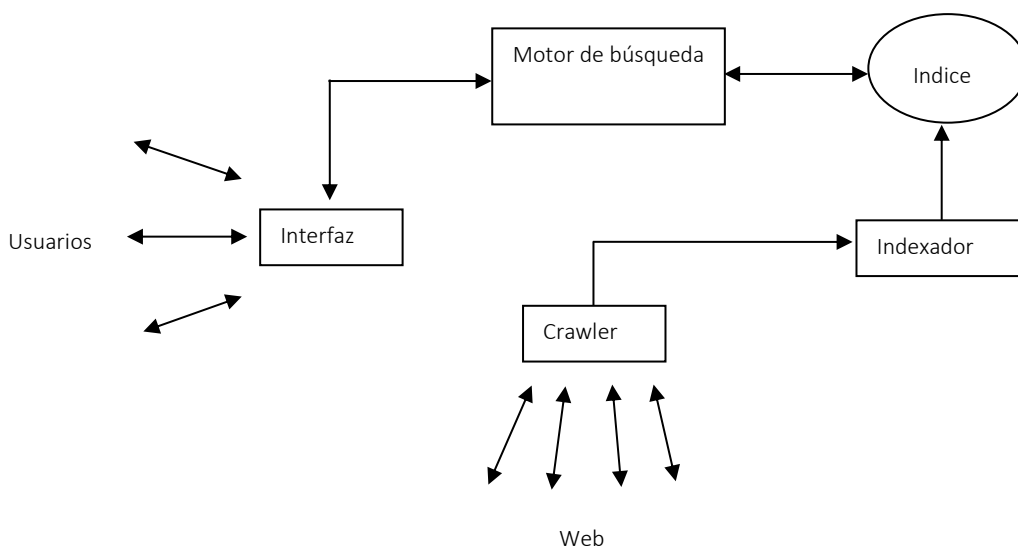 Motor de búsqueda
Indice
Usuarios
Interfaz
Indexador
Crawler
Web